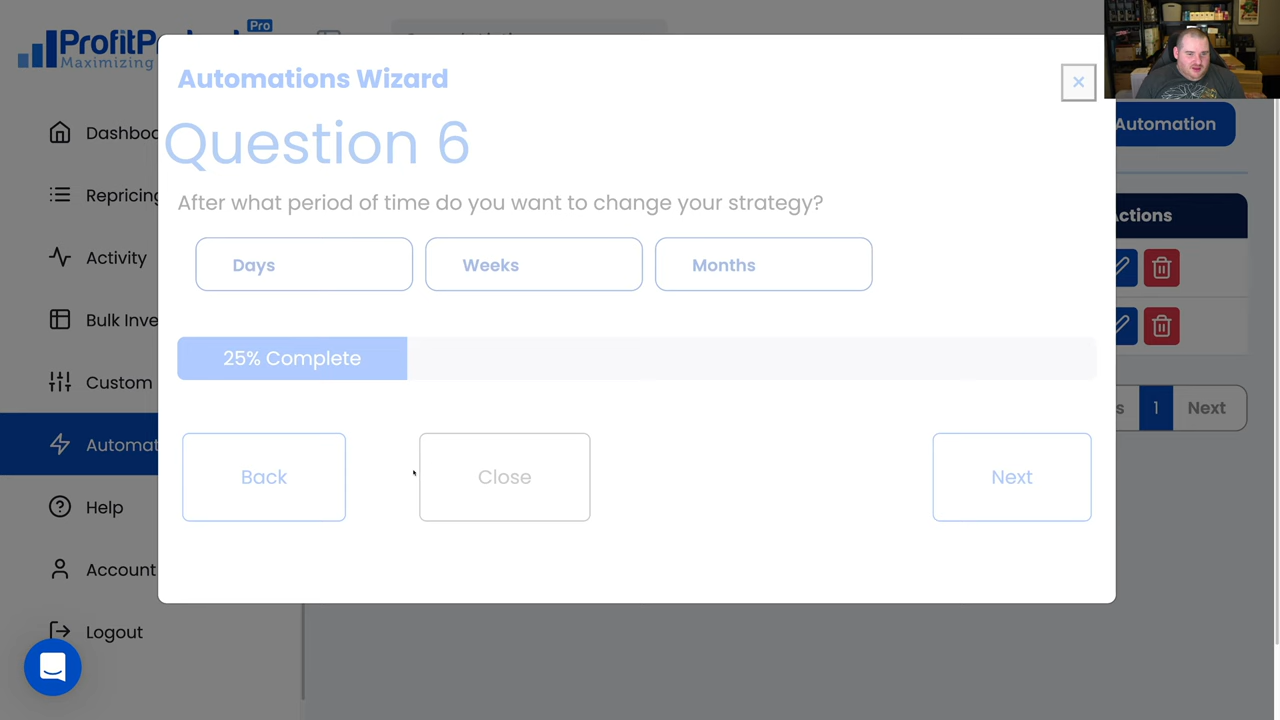 Pro
ProfitP
Maximizing
Automations Wizard
×
Question 6
After what period of time do you want to change your strategy?
Days
Weeks
Months
25% Complete
Back
Close
Next
Dashboa
Repricing
Activity
Bulk Inve
Custom
Automat
Help
Account
Logout
Automation
Actions
s
1
Next